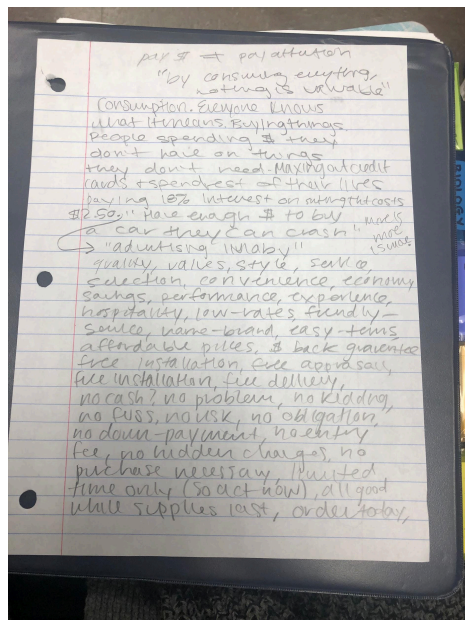 pay $ = pay attention
"by consuming everything,
nothing is valuable"
Consumption. Everyone knows
what it means. Buying things.
People spending $ they
don't have on things
they don't need. Maxing out credit
cards & spend rest of their lives
paying 18% interest on that costs
$2.50. "Have enough $ to buy
a car they can crash"
more is
more
is more
"advertising lullaby"
quality, values, style, service,
selection, convenience, economy
savings, performance, experience,
hospitality, low-rates, friendly-
service, name-brand, easy-terms,
affordable prices, $ back guarantee
free installation, free appraisal,
free installation, free delivery,
no cash? no problem, no kidding,
no fuss, no risk, no obligation,
no down-payment, no entry
fee, no hidden charges, no
purchase necessary, limited
time only (so act now), all good
while supplies last, order today,
BIOLOGY